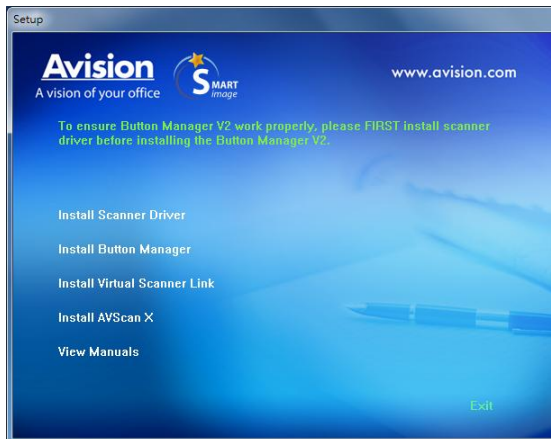 Setup
Avision
A vision of your office
SMART
image
www.avision.com
To ensure Button Manager V2 work properly, please FIRST install scanner
driver before installing the Button Manager V2.
Install Scanner Driver
Install Button Manager
Install Virtual Scanner Link
Install AVScan X
View Manuals
Exit